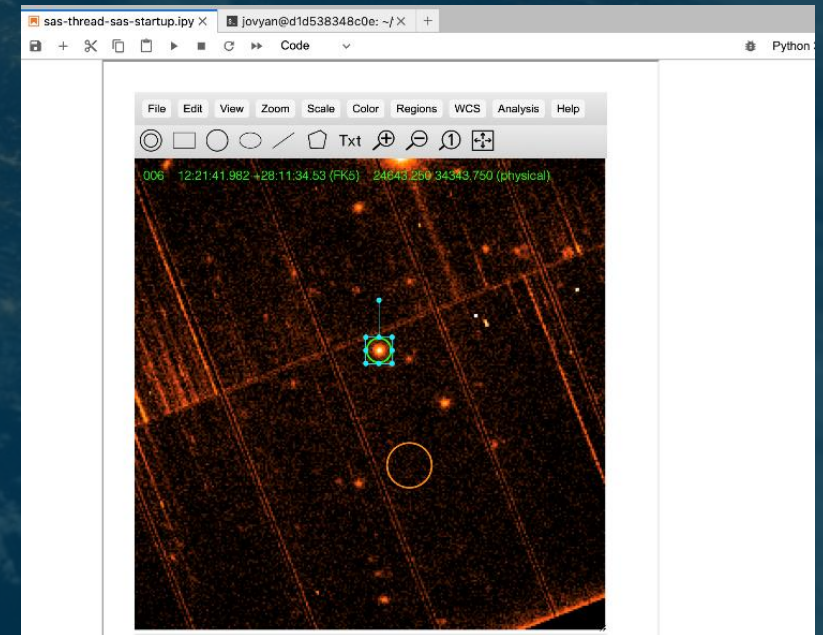 sas-thread-sas-startup.ipy × jovyan@d1d538348c0e: ~/ × +
Code Python
File Edit View Zoom Scale Color Regions WCS Analysis Help
Txt 1
006 12:21:41.982 +28:11:34.53 (FK5) 24643.250 34343.750 (physical)